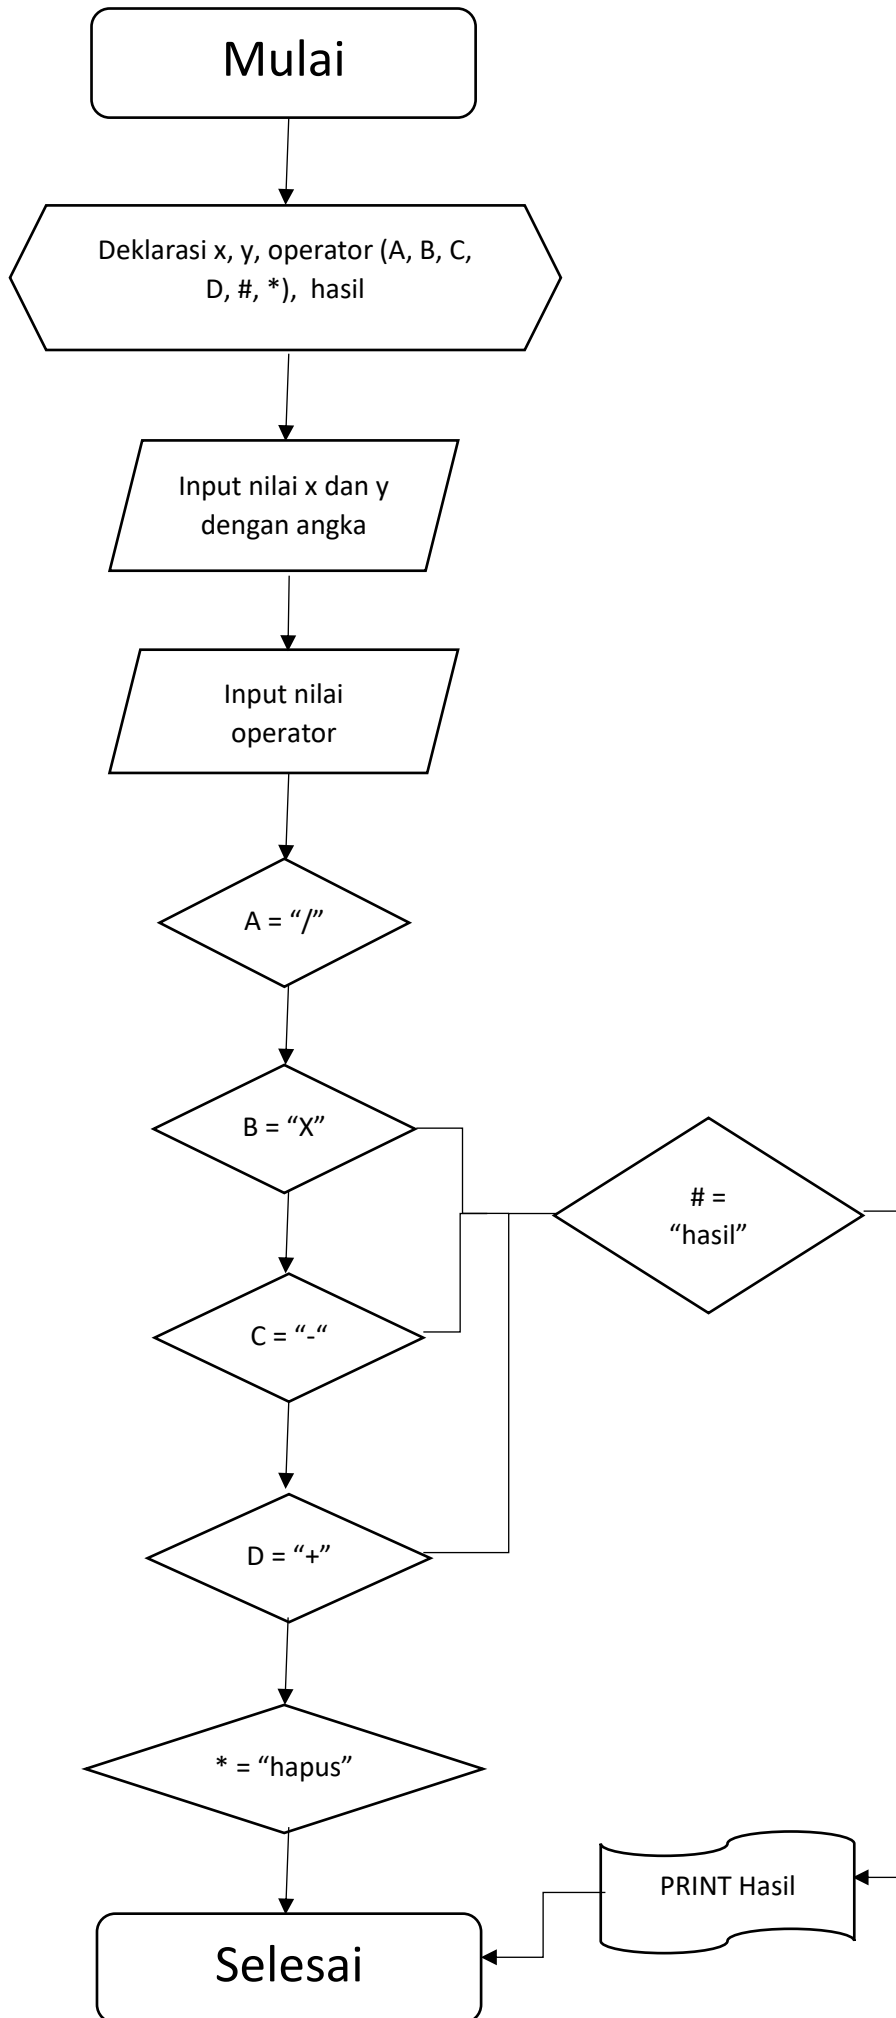 Mulai
Deklarasi x, y, operator (A, B, C,
D, #, *), hasil
Input nilai x dan y
dengan angka
Input nilai
operator
A = “/”
B = “X”
# =
“hasil”
C = “-“
D = “+”
* = “hapus”
PRINT Hasil
Selesai